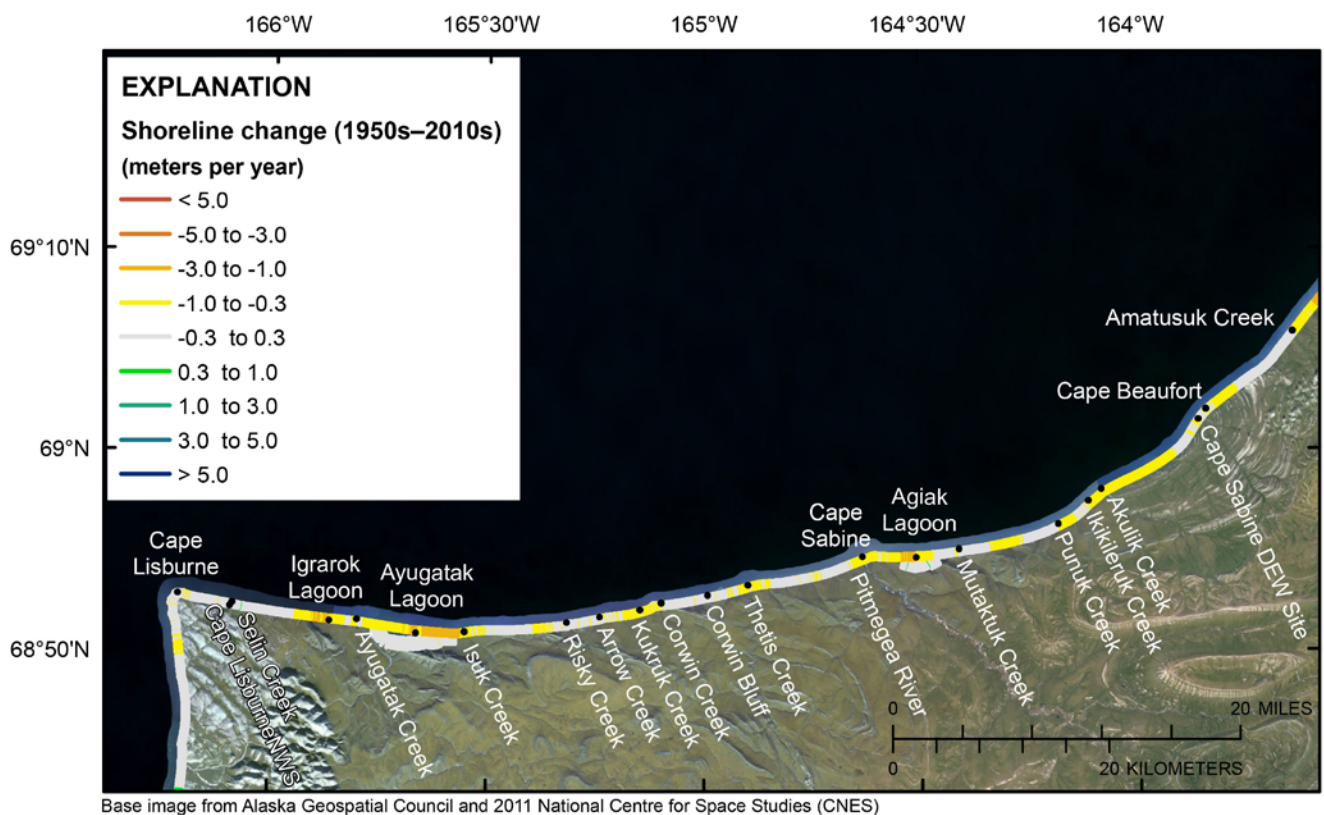 166°W 165°30'W 165°W 164°30'W 164°W
EXPLANATION
Shoreline change (1950s–2010s)
(meters per year)
< 5.0
-5.0 to -3.0
-3.0 to -1.0
-1.0 to -0.3
-0.3 to 0.3
0.3 to 1.0
1.0 to 3.0
3.0 to 5.0
> 5.0
69°10'N
69°N
68°50'N
Amatusuk Creek
Cape Beaufort
Cape Sabine DEW Site
Akulik Creek
Ikikileruk Creek
Punuk Creek
Agiak
Lagoon
Mutaktuk Creek
Cape
Sabine
Pitmegea River
Thetis Creek
Corwin Bluff
Corwin Creek
Kukruk Creek
Arrow Creek
Risky Creek
Isuk Creek
Ayugatak
Lagoon
Ayugatak Creek
Igrarok
Lagoon
Cape
Lisburne
Selin Creek
Cape LisburneNWS
0 20 MILES
0 20 KILOMETERS
Base image from Alaska Geospatial Council and 2011 National Centre for Space Studies (CNES)